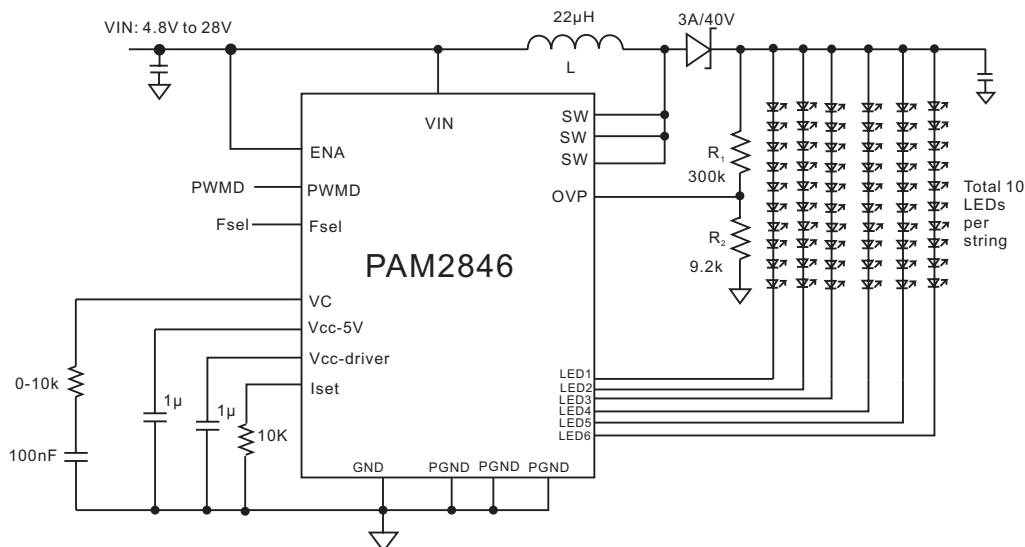 VIN: 4.8V to 28V
22µH
L
3A/40V
VIN
SW
SW
SW
ENA
PWMD
PWMD
OVP
R1
300k
Total 10
LEDs
per
string
Fsel
Fsel
R2
9.2k
PAM2846
VC
Vcc-5V
Vcc-driver
Iset
0-10k
100nF
1µ
1µ
10K
LED1
LED2
LED3
LED4
LED5
LED6
GND
PGND
PGND
PGND